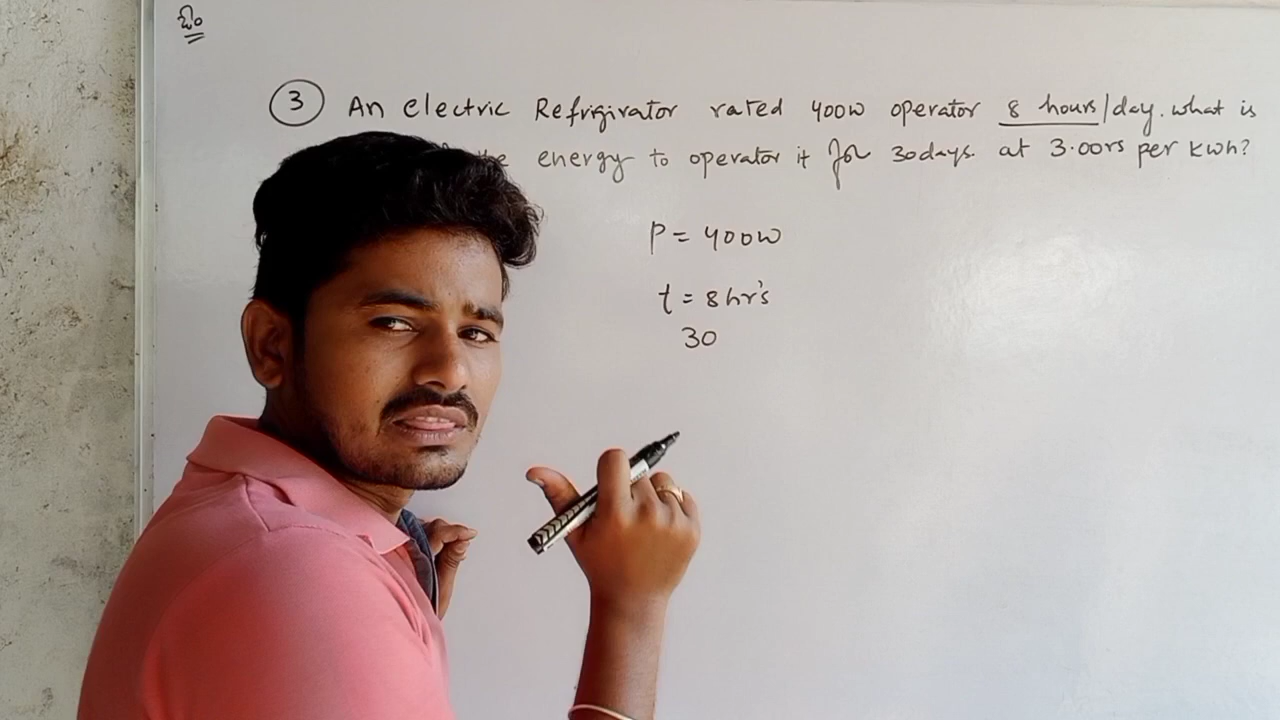 ఓం
3 An electric Refrigirator rated 400W operator 8 hours/day. what is
the energy to operator it for 30days. at 3.00rs per kwh?
P = 400W
t = 8hr's
30